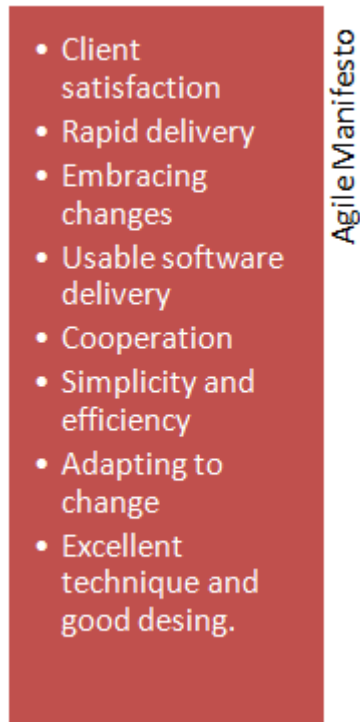 • Client
satisfaction
• Rapid delivery
• Embracing
changes
• Usable software
delivery
• Cooperation
• Simplicity and
efficiency
• Adapting to
change
• Excellent
technique and
good desing.
Agile Manifesto